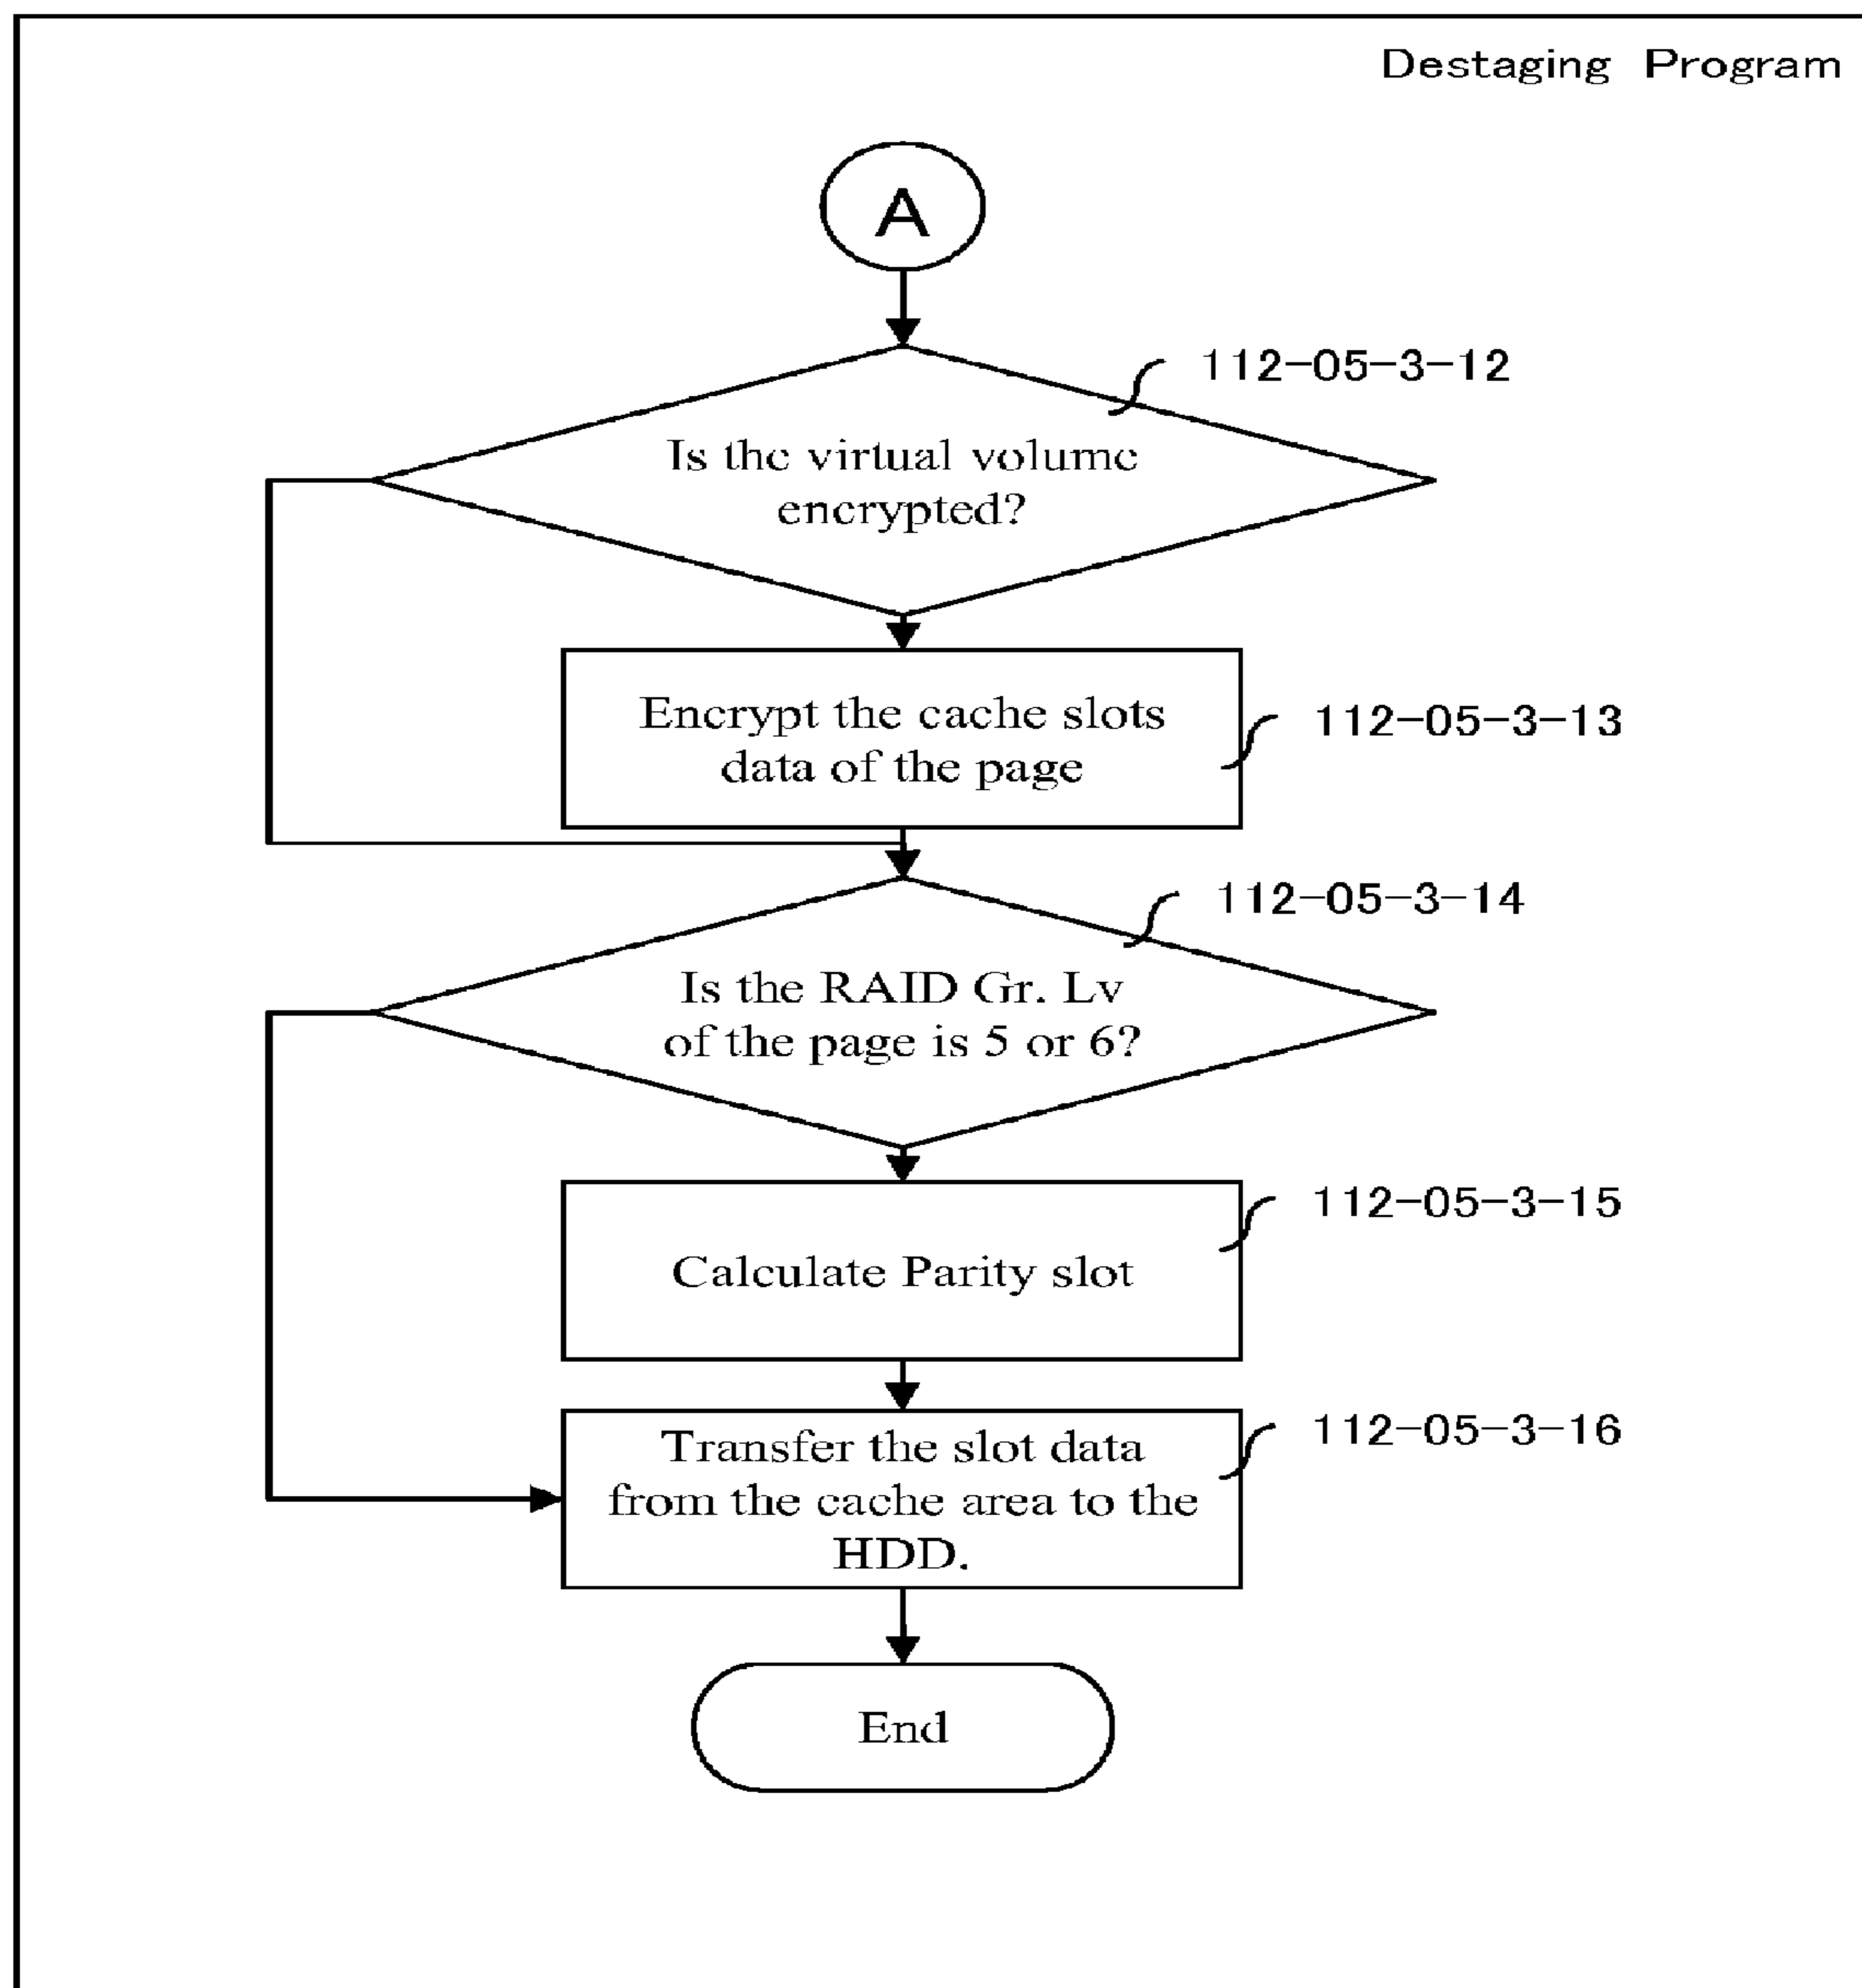 Destaging Program
A
112-05-3-12
Is the virtual volume
encrypted?
Encrypt the cache slots
data of the page
112-05-3-13
112-05-3-14
Is the RAID Gr. Lv
of the page is 5 or 6?
112-05-3-15
Calculate Parity slot
112-05-3-16
Transfer the slot data
from the cache area to the
HDD.
End